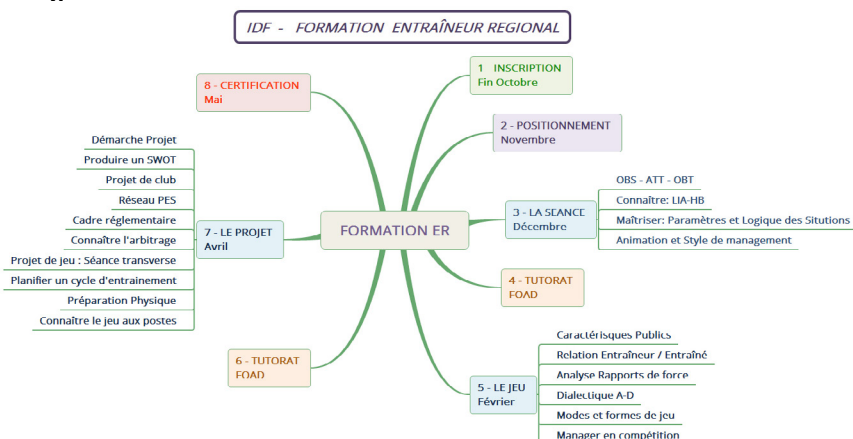 IDF - FORMATION ENTRAÎNEUR REGIONAL
1 INSCRIPTION
Fin Octobre
2 - POSITIONNEMENT
Novembre
3 - LA SEANCE
Décembre
OBS - ATT - OBT
Connaître: LIA-HB
Maîtriser: Paramètres et Logique des Situtions
Animation et Style de management
4 - TUTORAT
FOAD
5 - LE JEU
Février
Caractérisques Publics
Relation Entraîneur / Entraîné
Analyse Rapports de force
Dialectique A-D
Modes et formes de jeu
Manager en compétition
6 - TUTORAT
FOAD
7 - LE PROJET
Avril
Démarche Projet
Produire un SWOT
Projet de club
Réseau PES
Cadre réglementaire
Connaître l'arbitrage
Projet de jeu : Séance transverse
Planifier un cycle d'entrainement
Préparation Physique
Connaître le jeu aux postes
8 - CERTIFICATION
Mai
FORMATION ER